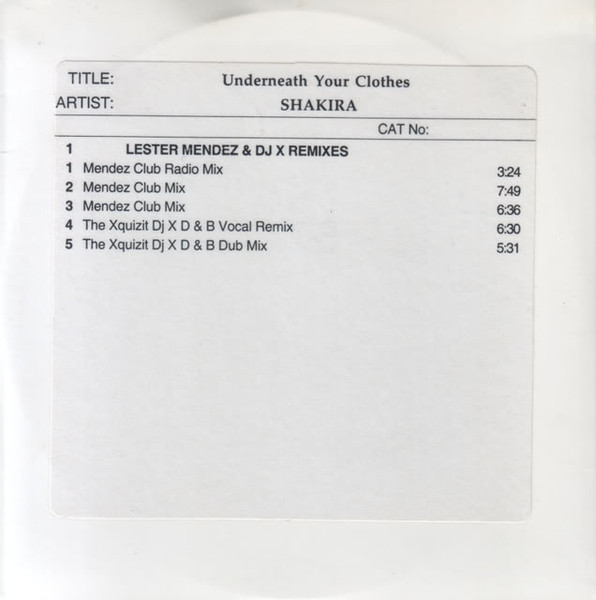 TITLE: Underneath Your Clothes
ARTIST: SHAKIRA
CAT No:
1 LESTER MENDEZ & DJ X REMIXES
1 Mendez Club Radio Mix 3:24
2 Mendez Club Mix 7:49
3 Mendez Club Mix 6:36
4 The Xquizit Dj X D & B Vocal Remix 6:30
5 The Xquizit Dj X D & B Dub Mix 5:31